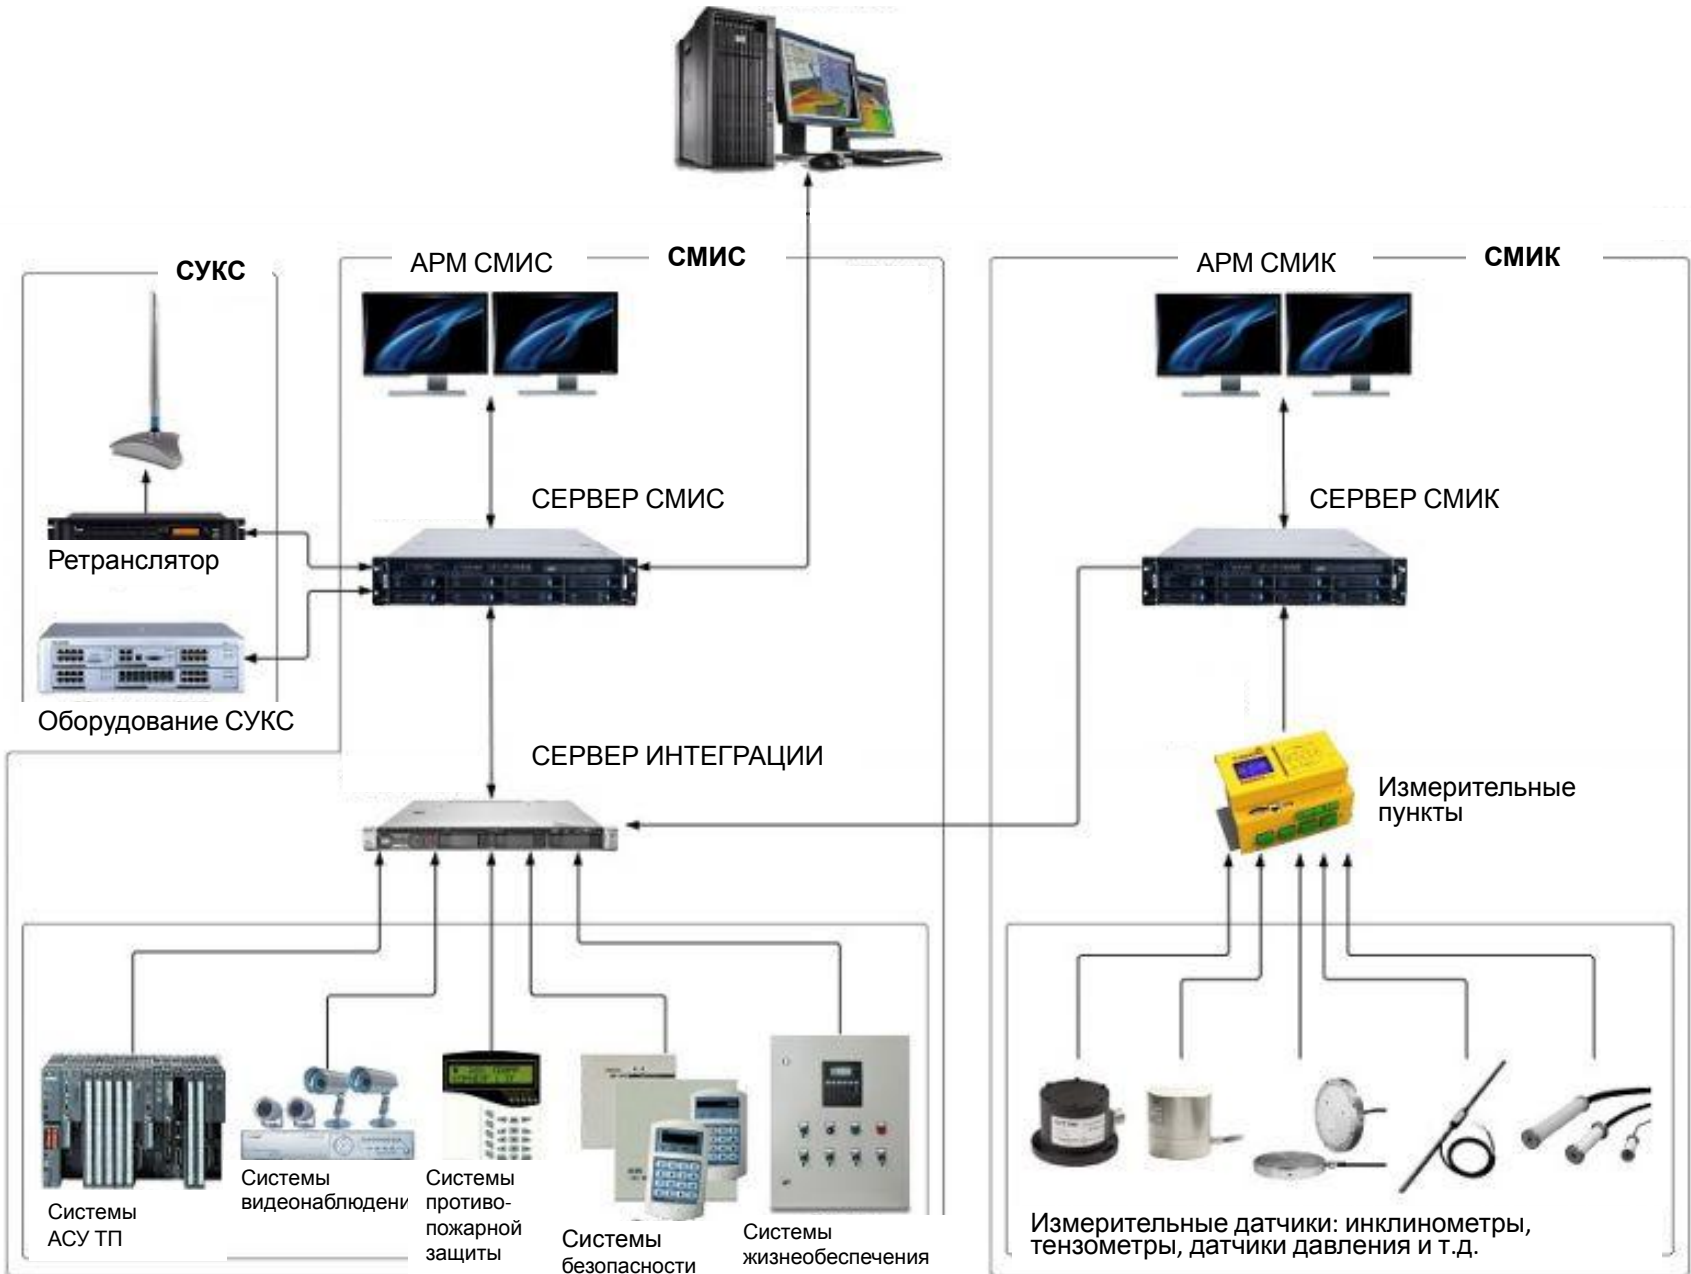 СУКС
АРМ СМИС
СМИС
АРМ СМИК
СМИК
СЕРВЕР СМИС
СЕРВЕР СМИК
Ретранслятор
Оборудование СУКС
СЕРВЕР ИНТЕГРАЦИИ
Измерительные
пункты
Системы
АСУ ТП
Системы
видеонаблюдени
Системы
противо-
пожарной
защиты
Системы
безопасности
Системы
жизнеобеспечения
Измерительные датчики: инклинометры,
тензометры, датчики давления и т.д.